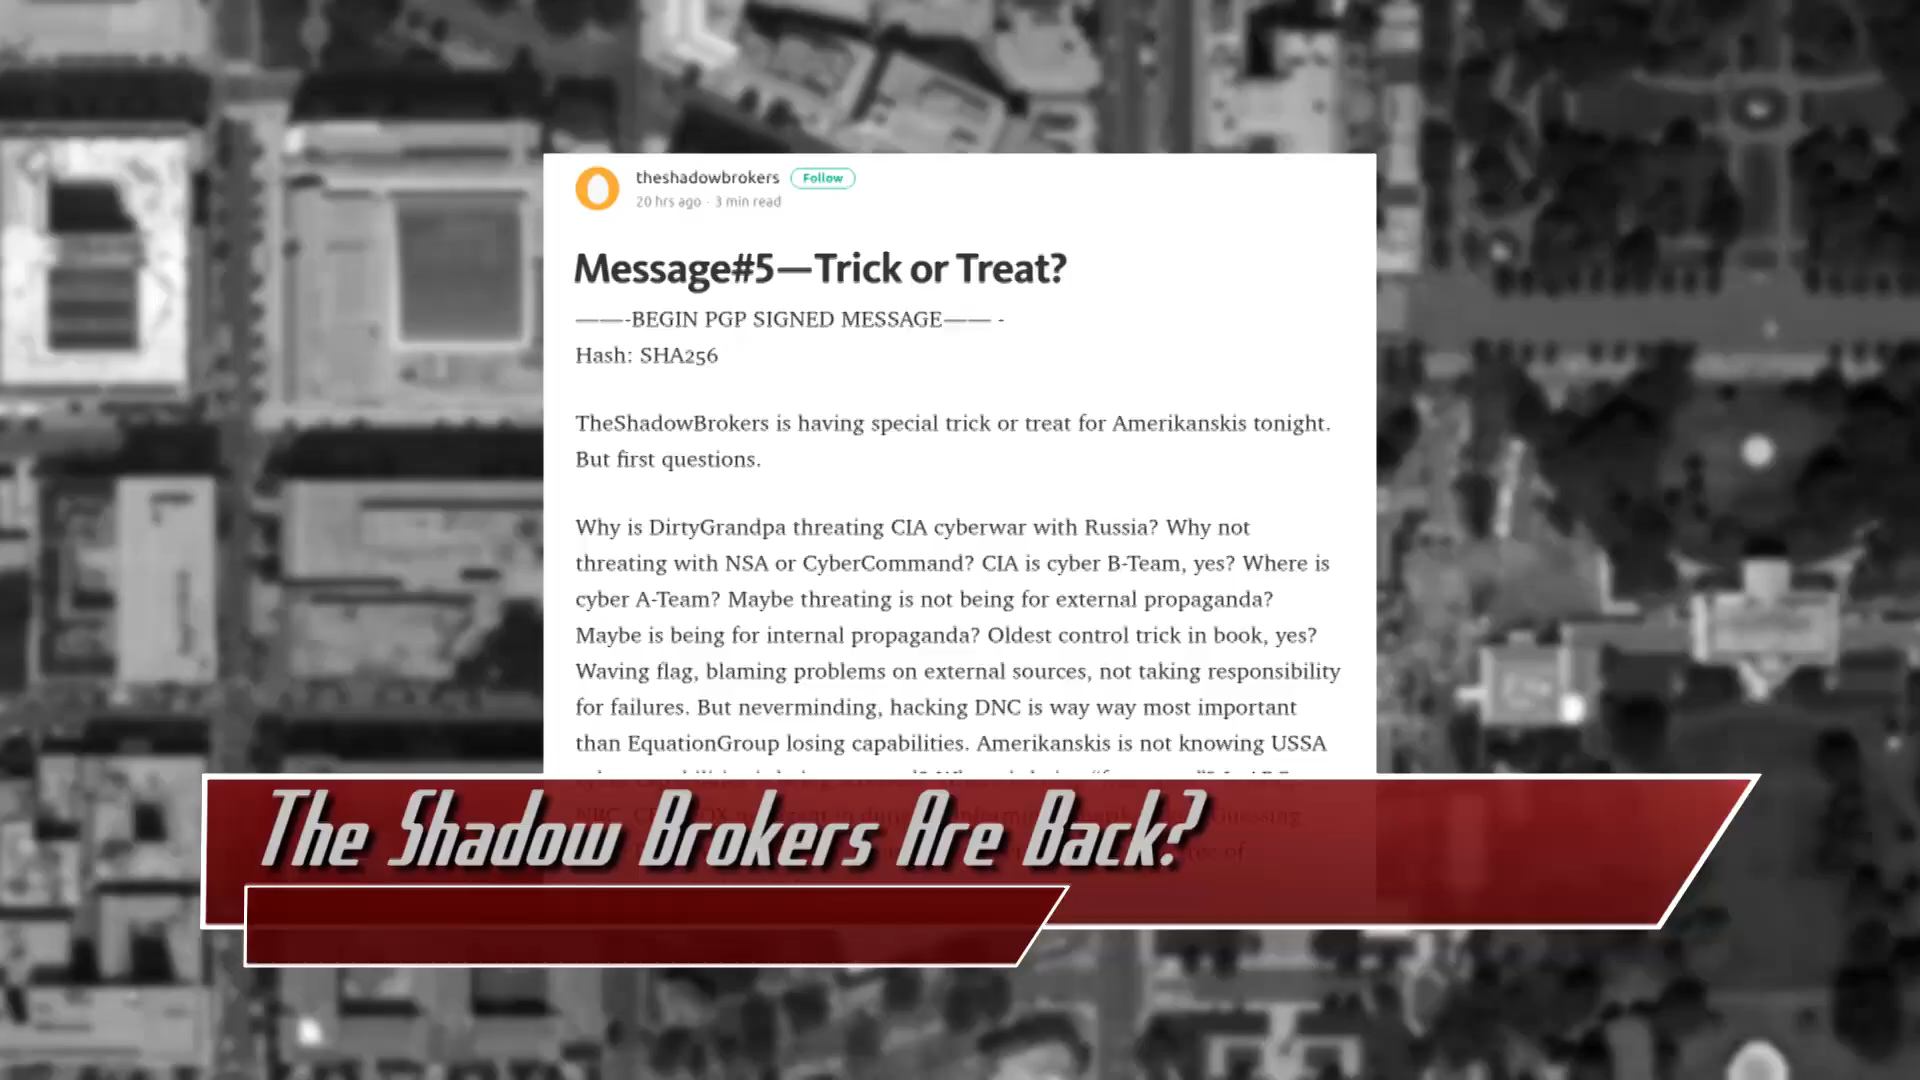 theshadowbrokers Follow
20 hrs ago · 3 min read
Message#5—Trick or Treat?
——-BEGIN PGP SIGNED MESSAGE—— -
Hash: SHA256
TheShadowBrokers is having special trick or treat for Amerikanskis tonight.
But first questions.
Why is DirtyGrandpa threating CIA cyberwar with Russia? Why not
threating with NSA or CyberCommand? CIA is cyber B-Team, yes? Where is
cyber A-Team? Maybe threating is not being for external propaganda?
Maybe is being for internal propaganda? Oldest control trick in book, yes?
Waving flag, blaming problems on external sources, not taking responsibility
for failures. But neverminding, hacking DNC is way way most important
than EquationGroup losing capabilities. Amerikanskis is not knowing USSA
The Shadow Brokers Are Back?